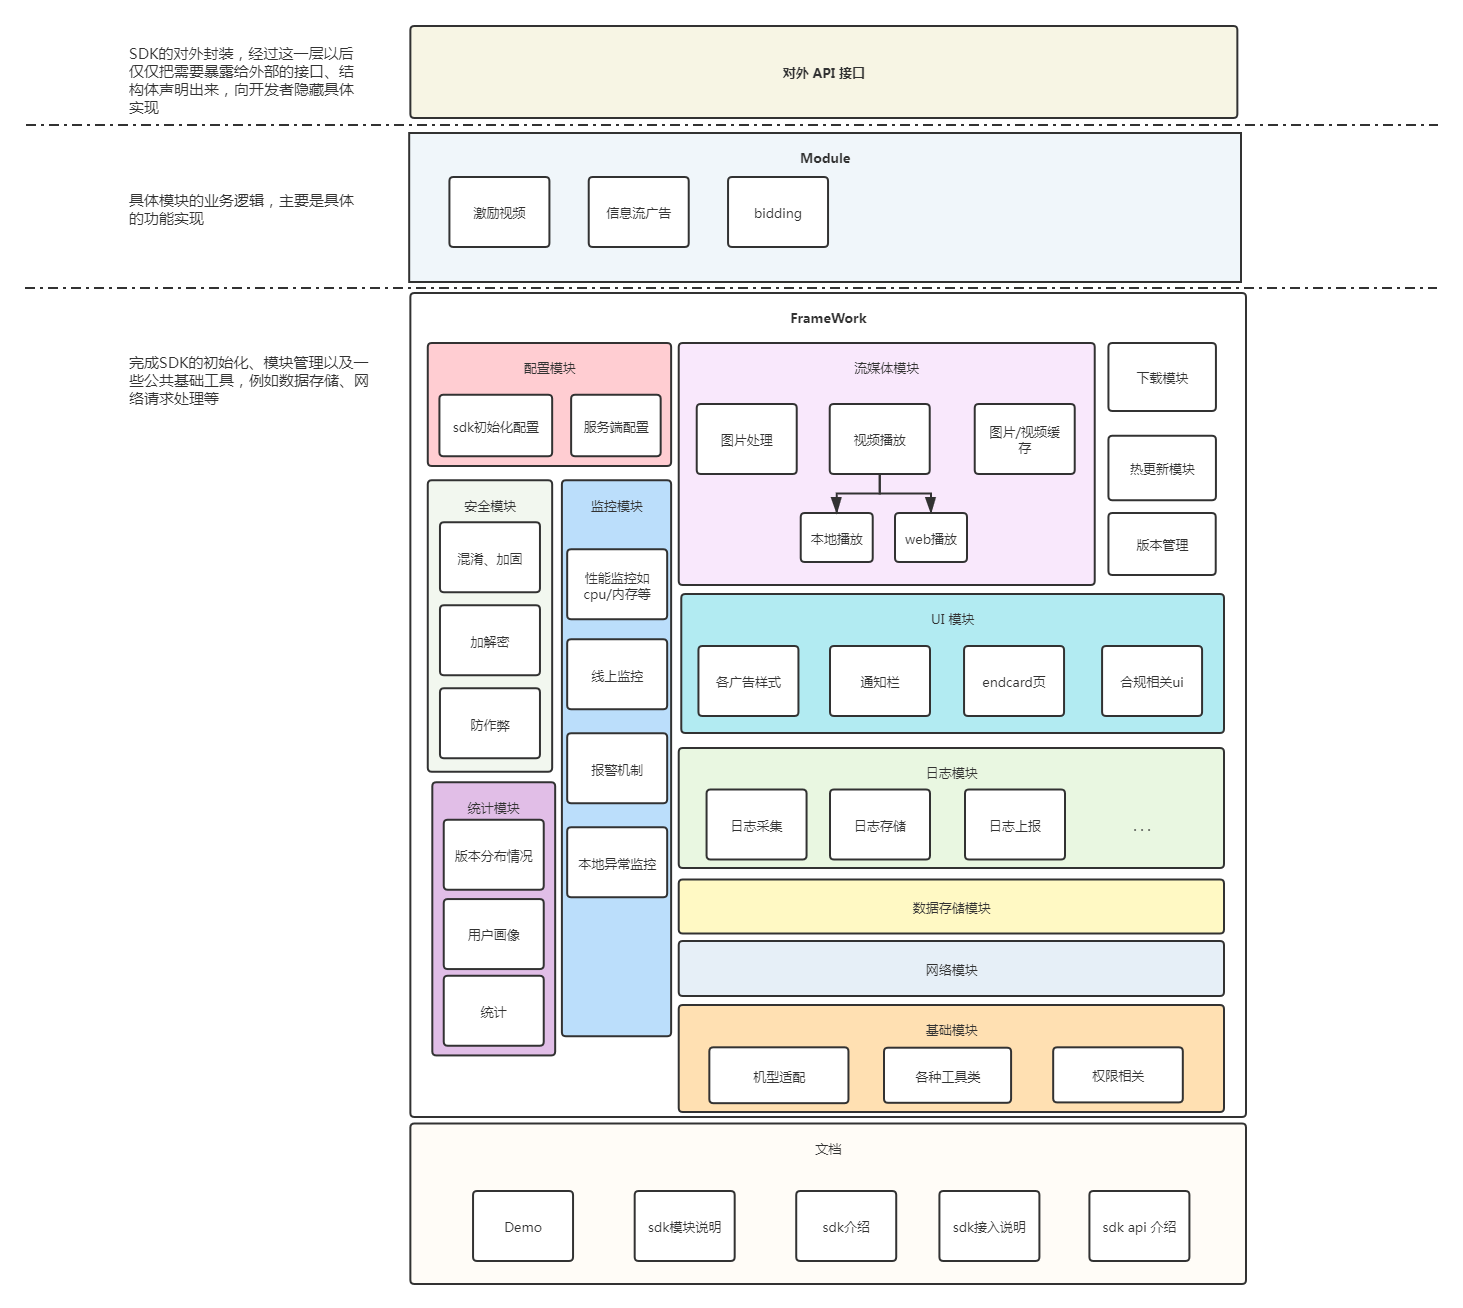 SDK的对外封装，经过这一层以后
仅仅把需要暴露给外部的接口、结
构体声明出来，向开发者隐藏具体
实现
对外 API 接口
具体模块的业务逻辑，主要是具体
的功能实现
Module
激励视频
信息流广告
bidding
完成SDK的初始化、模块管理以及一
些公共基础工具，例如数据存储、网
络请求处理等
FrameWork
配置模块
sdk初始化配置
服务端配置
流媒体模块
图片处理
视频播放
图片/视频缓
存
本地播放
web播放
下载模块
热更新模块
版本管理
安全模块
混淆、加固
加解密
防作弊
监控模块
性能监控如
cpu/内存等
线上监控
报警机制
本地异常监控
UI 模块
各广告样式
通知栏
endcard页
合规相关ui
统计模块
版本分布情况
用户画像
统计
日志模块
日志采集
日志存储
日志上报
...
数据存储模块
网络模块
基础模块
机型适配
各种工具类
权限相关
文档
Demo
sdk模块说明
sdk介绍
sdk接入说明
sdk api 介绍